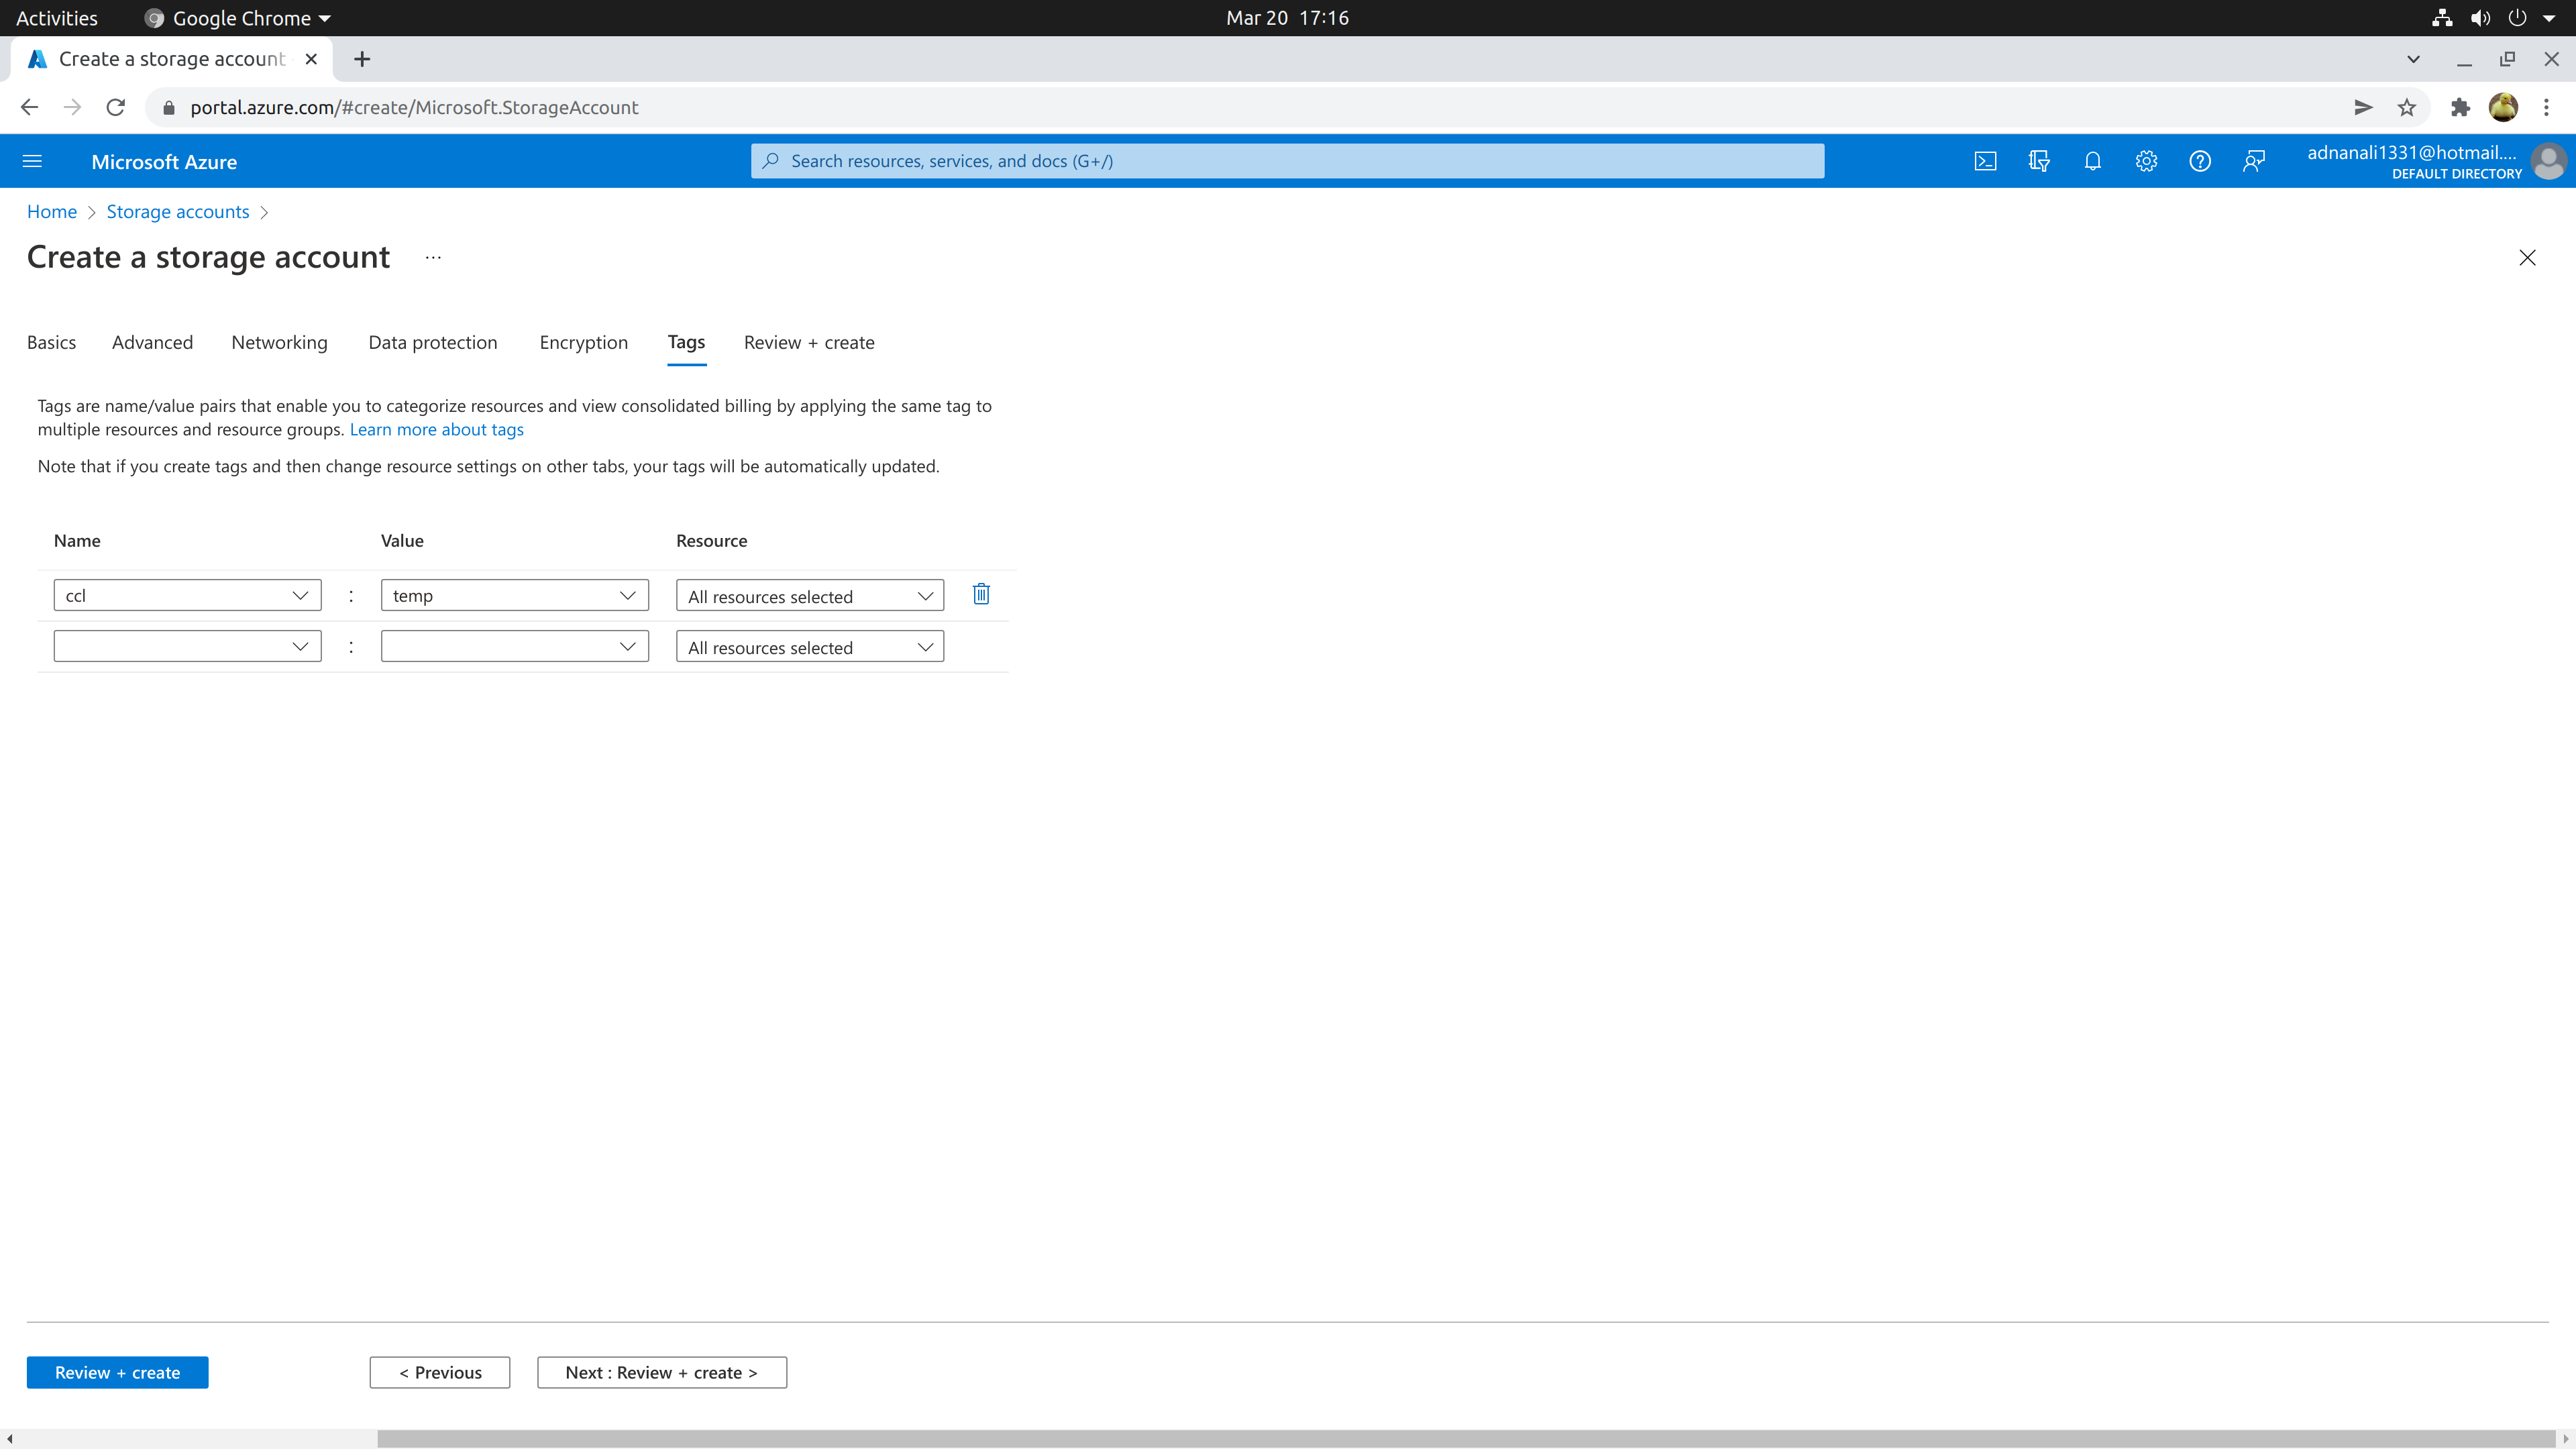 Activities
Google Chrome
Mar 20 17:16
Create a storage account
portal.azure.com/#create/Microsoft.StorageAccount
Microsoft Azure
Search resources, services, and docs (G+/)
adnanali1331@hotmail....
DEFAULT DIRECTORY
Home > Storage accounts >
Create a storage account ...
Basics Advanced Networking Data protection Encryption Tags Review + create
Tags are name/value pairs that enable you to categorize resources and view consolidated billing by applying the same tag to
multiple resources and resource groups. Learn more about tags
Note that if you create tags and then change resource settings on other tabs, your tags will be automatically updated.
Name Value Resource
ccl : temp All resources selected
: All resources selected
Review + create < Previous Next : Review + create >